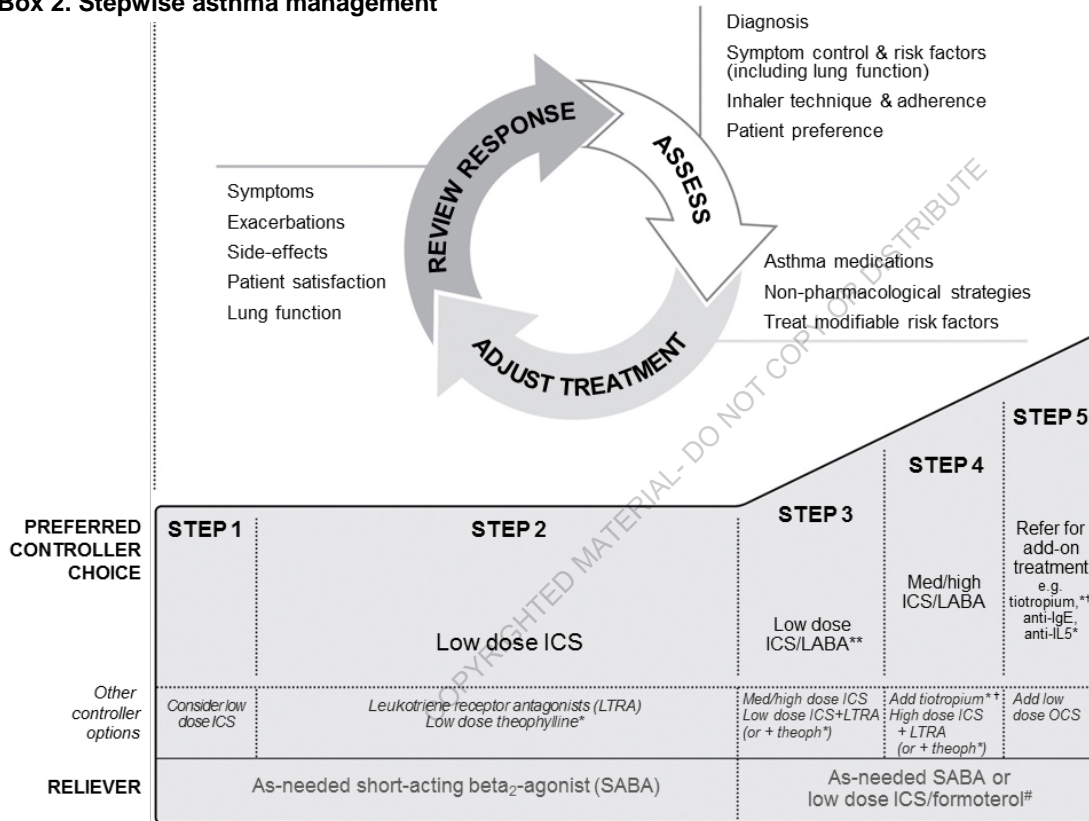 Box 2. Stepwise asthma management
Diagnosis
Symptom control & risk factors
(including lung function)
Inhaler technique & adherence
Patient preference
REVIEW RESPONSE
ASSESS
ADJUST TREATMENT
Symptoms
Exacerbations
Side-effects
Patient satisfaction
Lung function
Asthma medications
Non-pharmacological strategies
Treat modifiable risk factors
COPYRIGHTED MATERIAL- DO NOT COPY OR DISTRIBUTE
PREFERRED
CONTROLLER
CHOICE
STEP 1
STEP 2
Low dose ICS
STEP 3
Low dose
ICS/LABA**
STEP 4
Med/high
ICS/LABA
STEP 5
Refer for
add-on
treatment
e.g.
tiotropium,*†
anti-IgE,
anti-IL5*
Other
controller
options
Consider low
dose ICS
Leukotriene receptor antagonists (LTRA)
Low dose theophylline*
Med/high dose ICS
Low dose ICS+LTRA
(or + theoph*)
Add tiotropium*†
High dose ICS
+ LTRA
(or + theoph*)
Add low
dose OCS
RELIEVER
As-needed short-acting beta2-agonist (SABA)
As-needed SABA or
low dose ICS/formoterol#